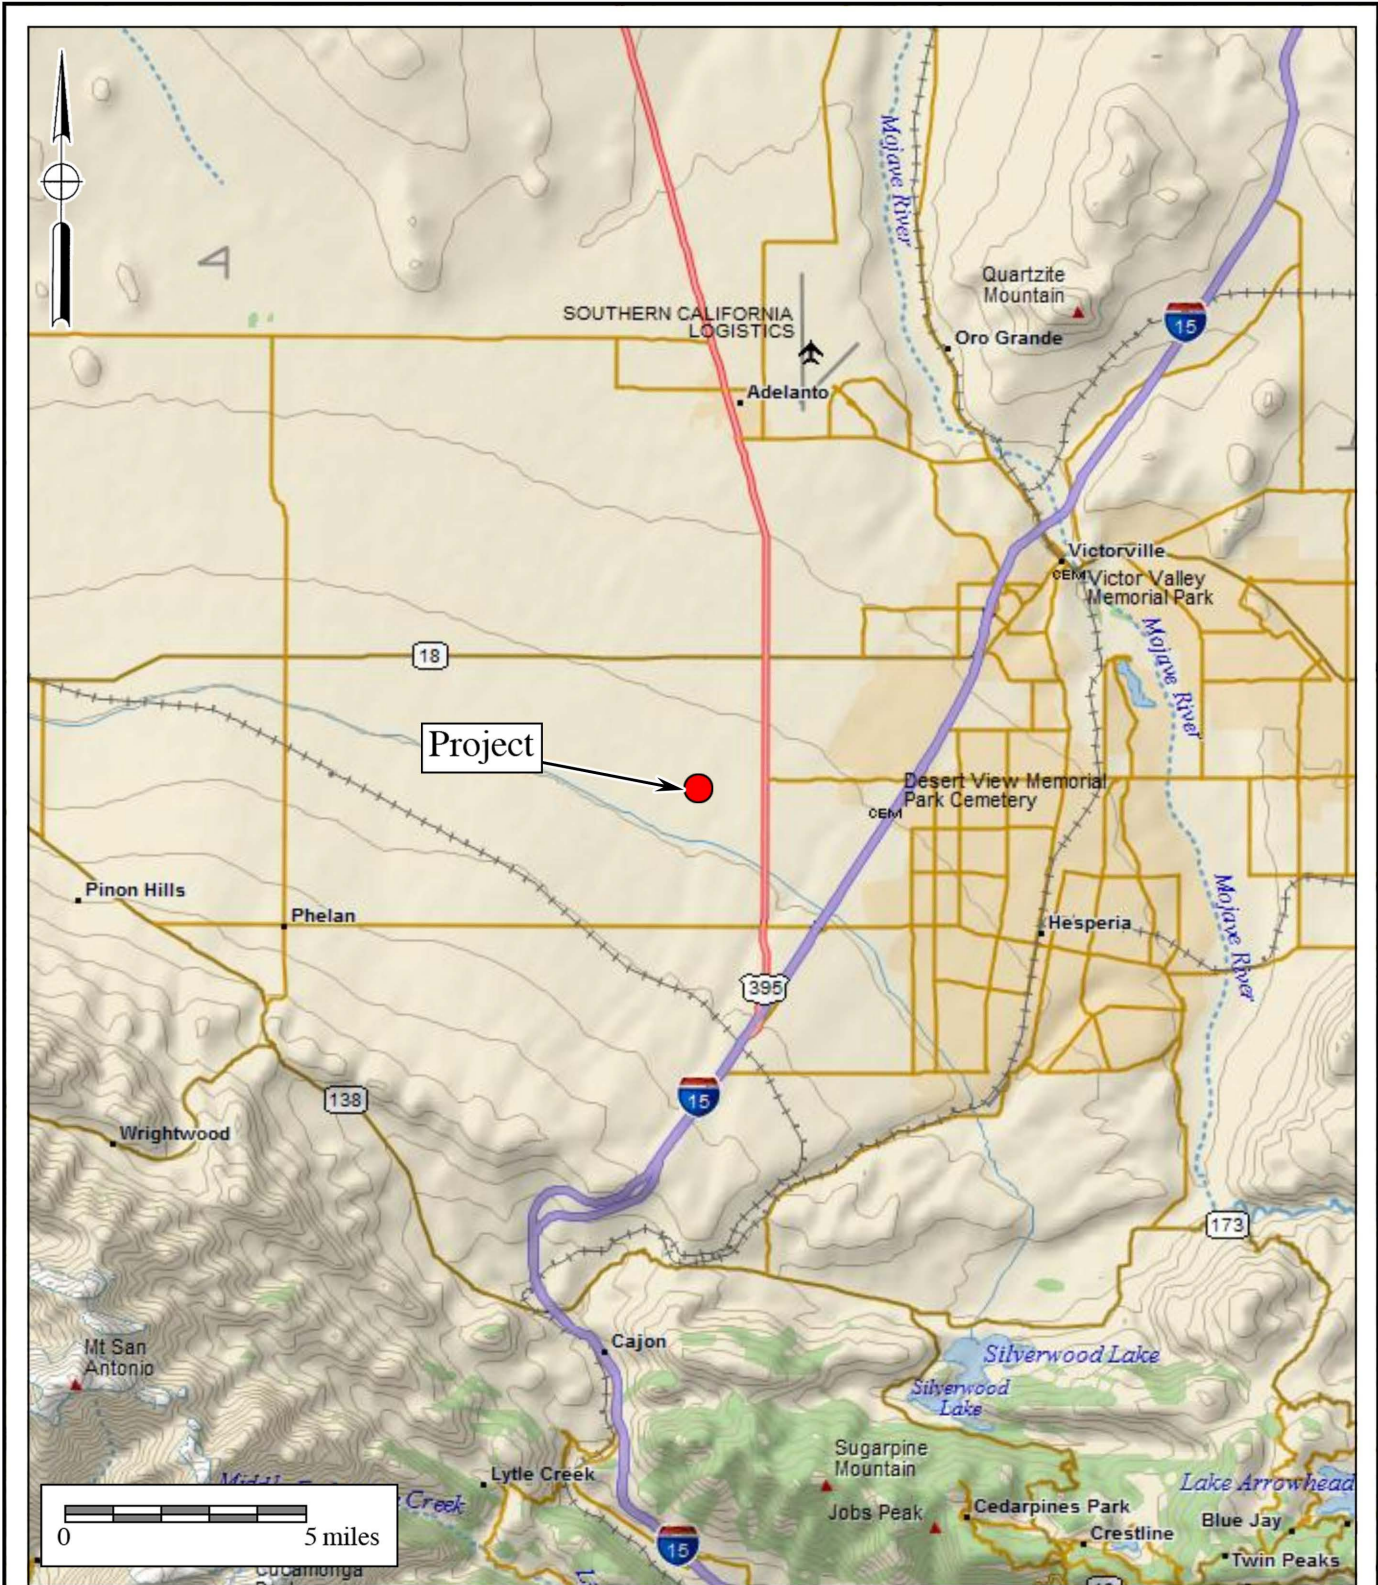 Mojave River
Quartzite
Mountain
SOUTHERN CALIFORNIA
LOGISTICS
15
Oro Grande
Adelanto
Victorville
CEM
Victor Valley
Memorial Park
Mojave River
18
Project
Desert View Memorial
Park Cemetery
CEM
Pinon Hills
Phelan
Hesperia
Mojave River
395
15
138
Wrightwood
173
Cajon
Mt San
Antonio
Silverwood Lake
Silverwood
Lake
Sugarpine
Mountain
Lytle Creek
Creek
Lake Arrowhead
Jobs Peak
Cedarpines Park
Crestline
Blue Jay
Twin Peaks
0
5 miles
15